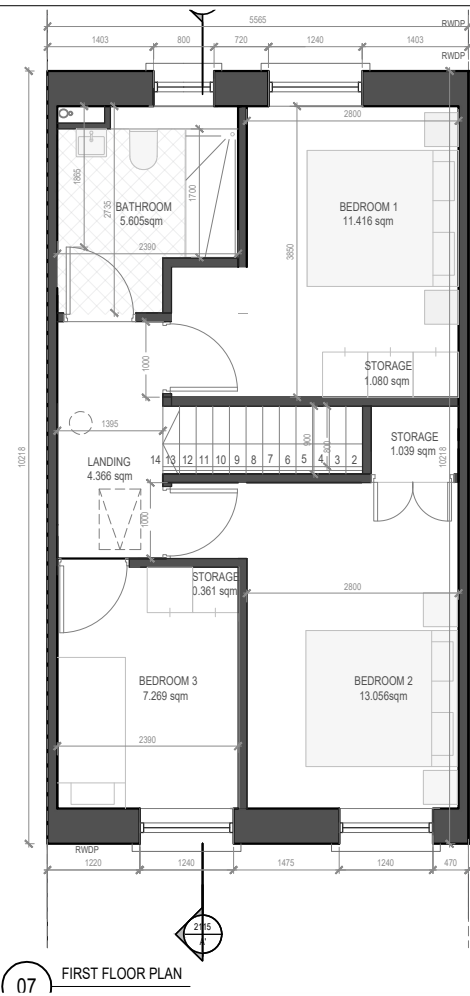 5565
RWDP
1403 800 720 1240 1403
RWDP
2800
1865
2735
1700
BATHROOM
5.605sqm
BEDROOM 1
11.416 sqm
2390
3850
1000
STORAGE
1.080 sqm
1395
900
800
STORAGE
1.039 sqm
LANDING
4.366 sqm
14 13 12 11 10 9 8 7 6 5 4 3 2
10218
10218
1000
STORAGE
0.361 sqm
2800
BEDROOM 3
7.269 sqm
BEDROOM 2
13.056sqm
2390
RWDP
1220 1240 1475 1240 470
A'
07 FIRST FLOOR PLAN